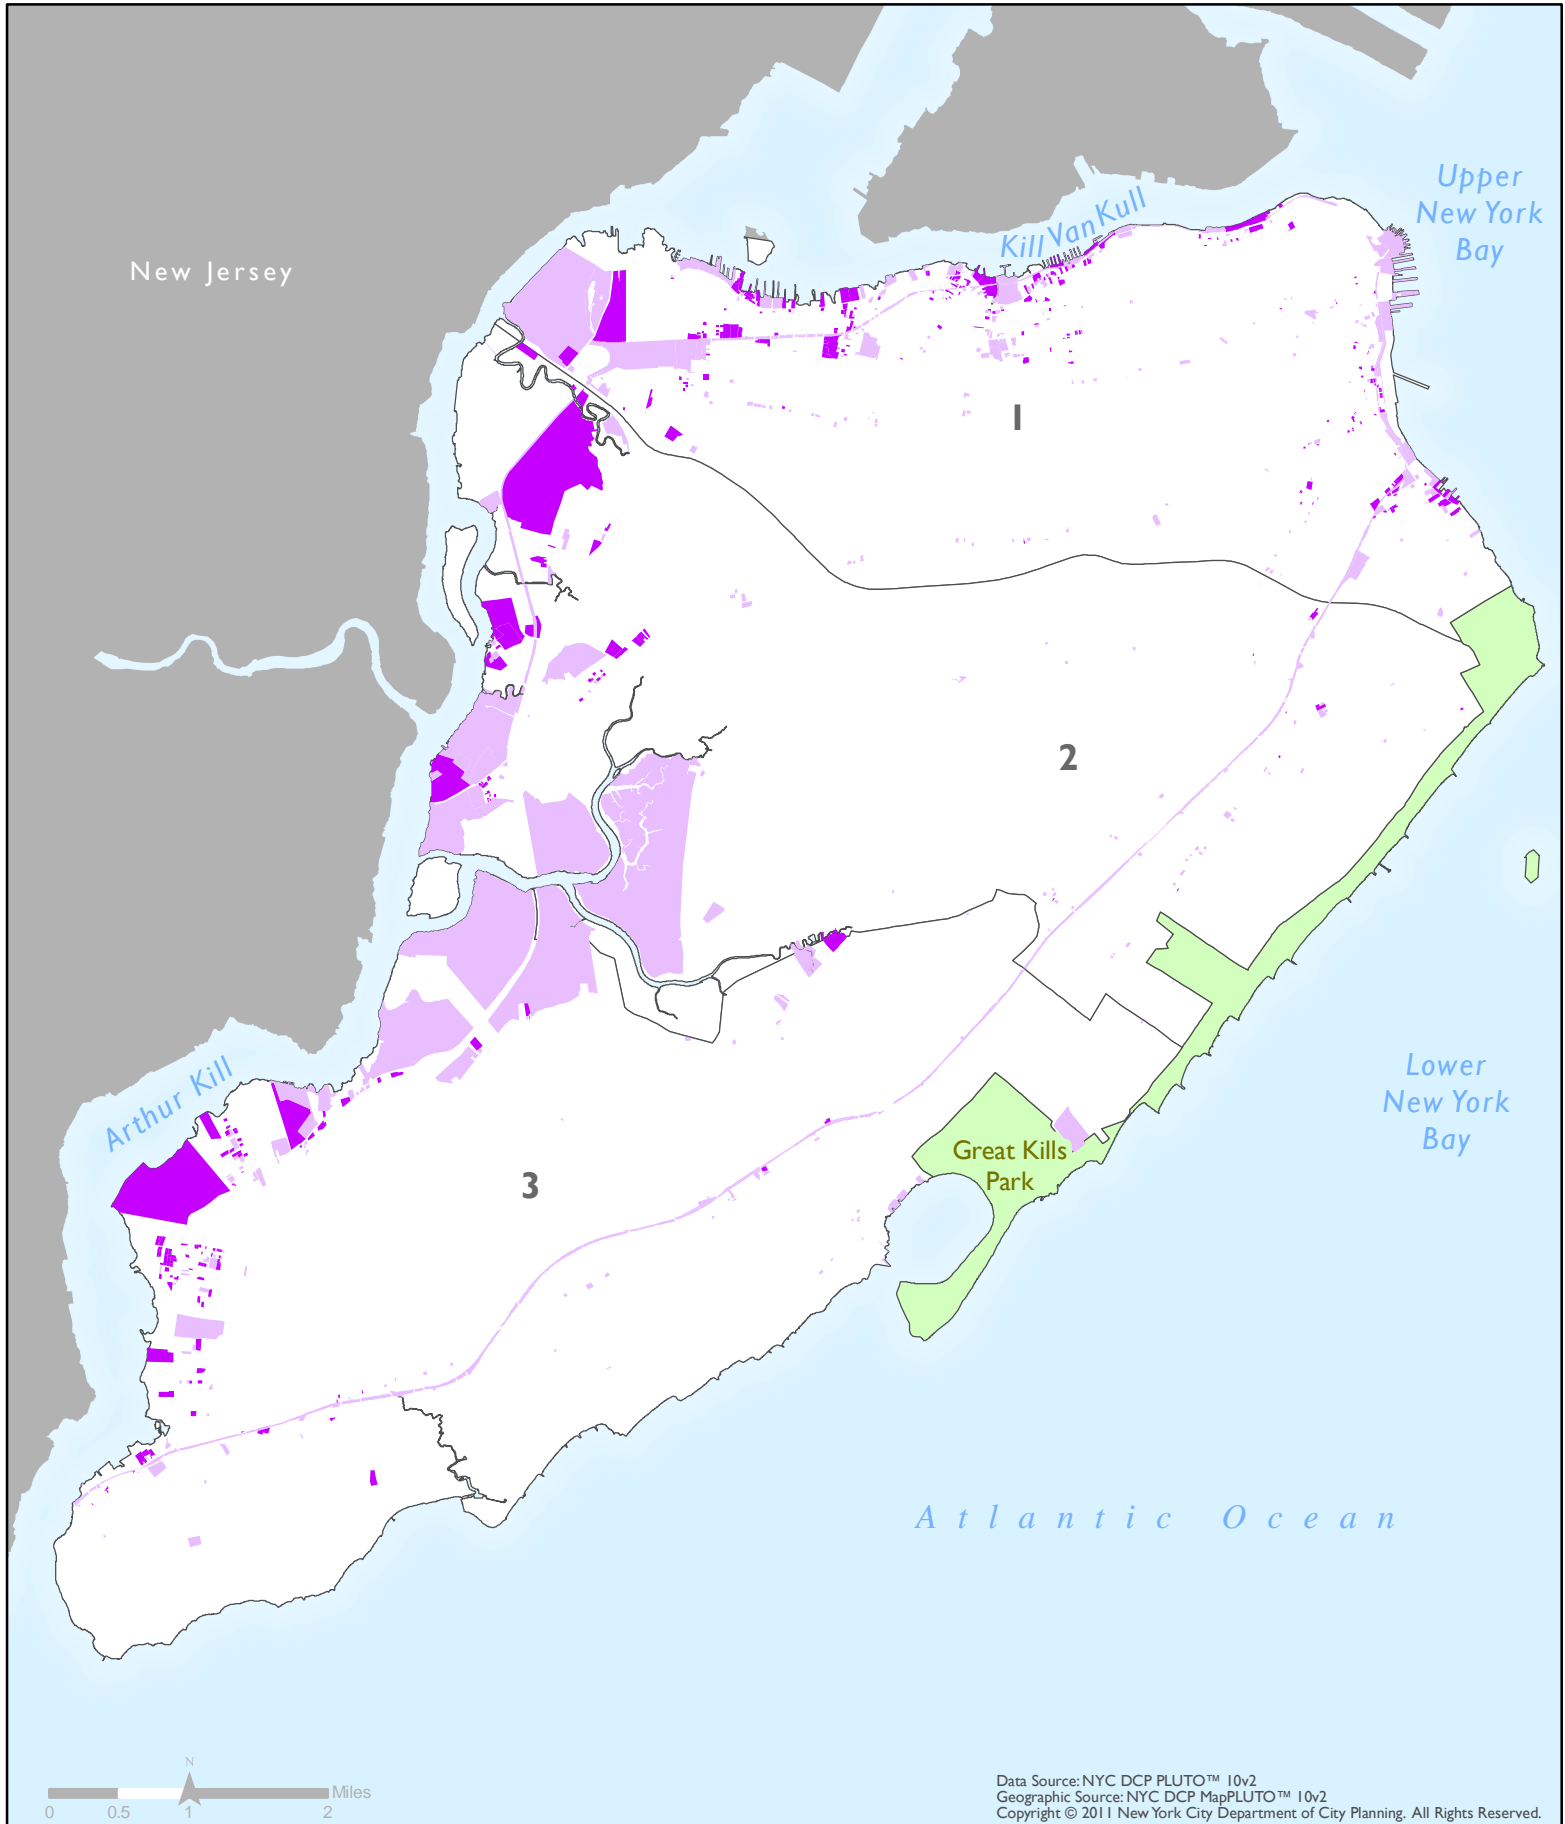 Upper
New York
Bay
Kill Van Kull
New Jersey
1
2
Arthur Kill
Lower
New York
Bay
Great Kills
Park
3
Atlantic Ocean
N
Miles
0 0.5 1 2
Data Source: NYC DCP PLUTO™ 10v2
Geographic Source: NYC DCP MapPLUTO™ 10v2
Copyright © 2011 New York City Department of City Planning. All Rights Reserved.